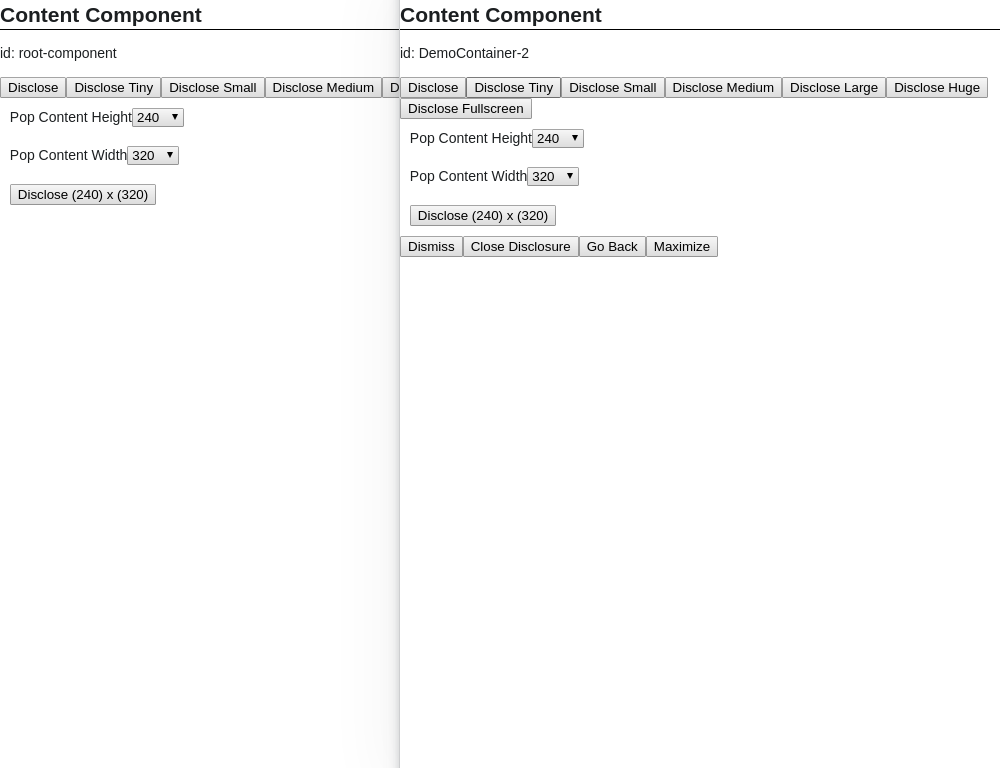 Content Component
id: root-component
Disclose Disclose Tiny Disclose Small Disclose Medium D
Pop Content Height 240
Pop Content Width 320
Disclose (240) x (320)
Content Component
id: DemoContainer-2
Disclose Disclose Tiny Disclose Small Disclose Medium Disclose Large Disclose Huge
Disclose Fullscreen
Pop Content Height 240
Pop Content Width 320
Disclose (240) x (320)
Dismiss Close Disclosure Go Back Maximize